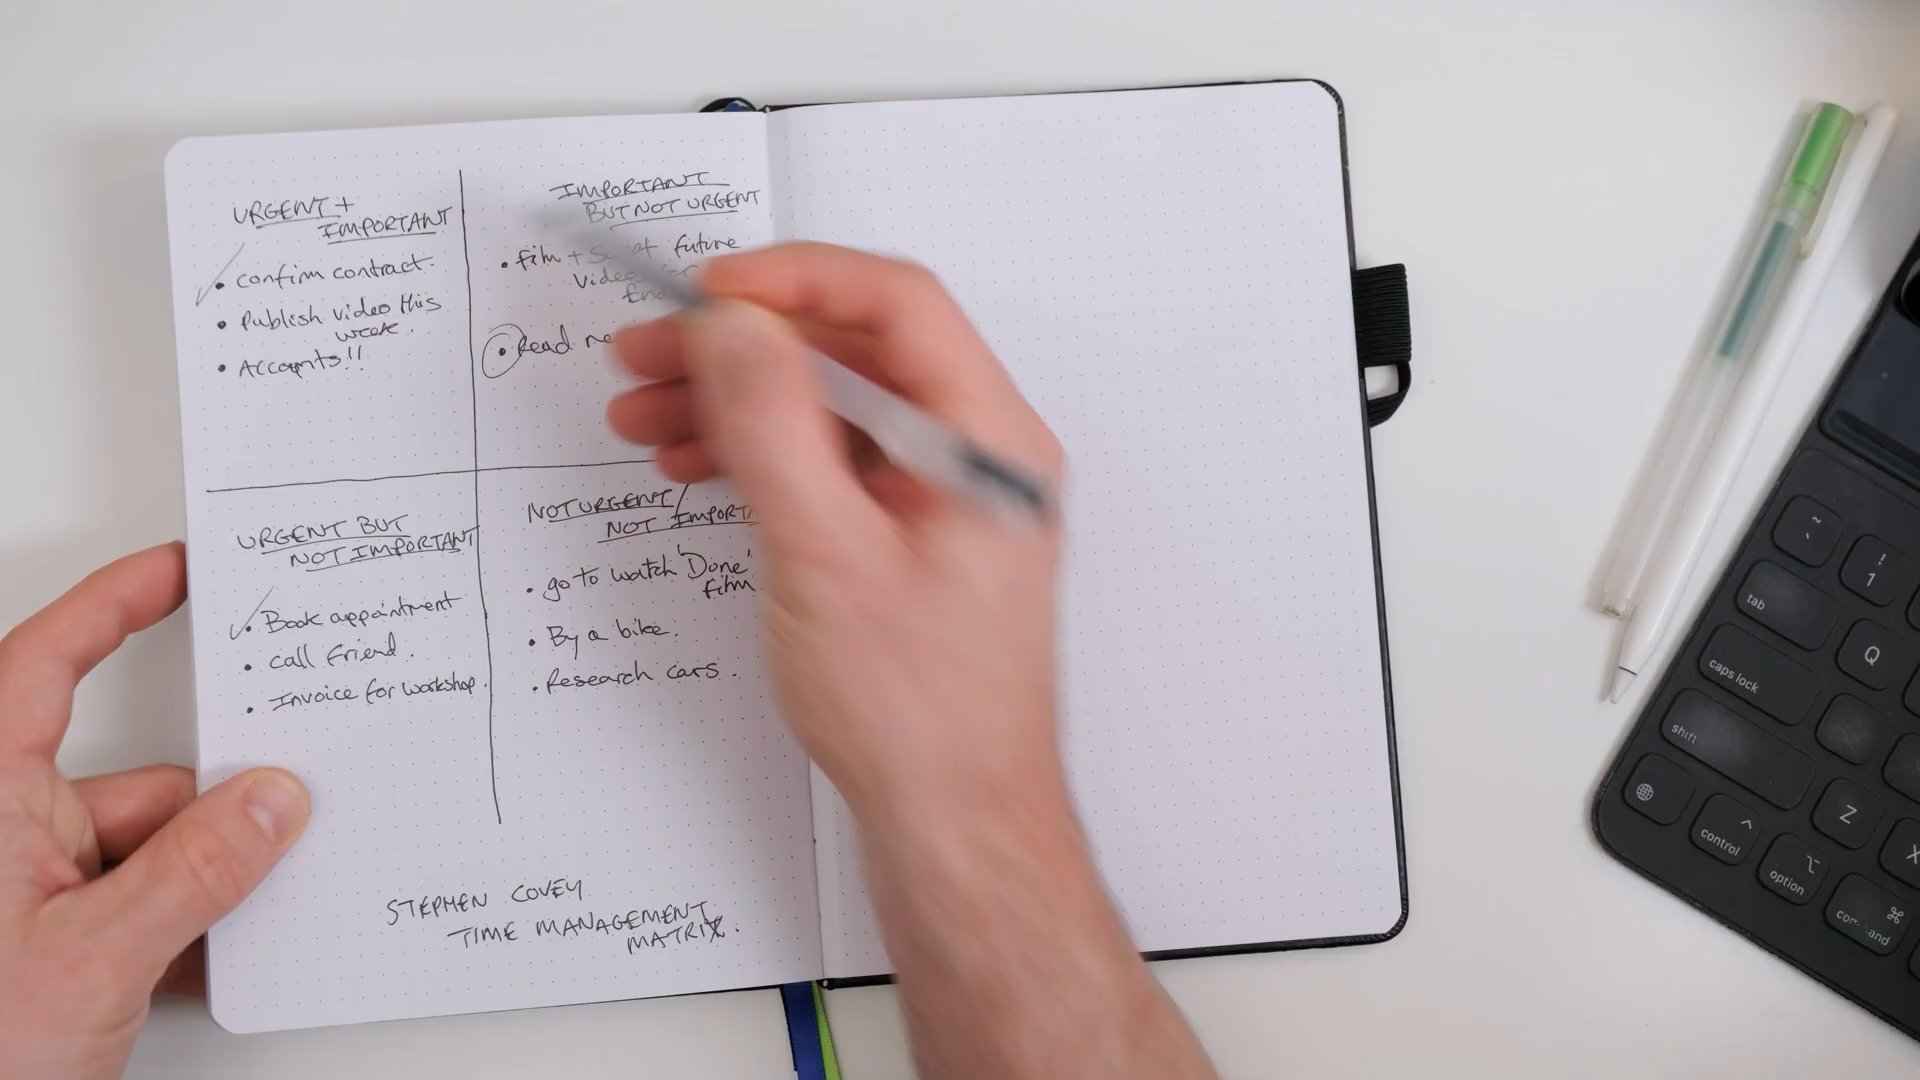 URGENT +
IMPORTANT
• Confirm contract.
• Publish video this
week.
• Accounts!!
IMPORTANT
BUT NOT URGENT
• Film + future
• Read
URGENT BUT
NOT IMPORTANT
• Book appointment
• Call Friend.
• Invoice for workshop.
NOT URGENT/
NOT
• go to watch 'Done'
film
• By a bike.
• Research cars.
STEPHEN COVEY
TIME MANAGEMENT
MATRIX.
~
`
!
1
tab
Q
caps lock
shift
Z
X
^
control
⌥
option
⌘